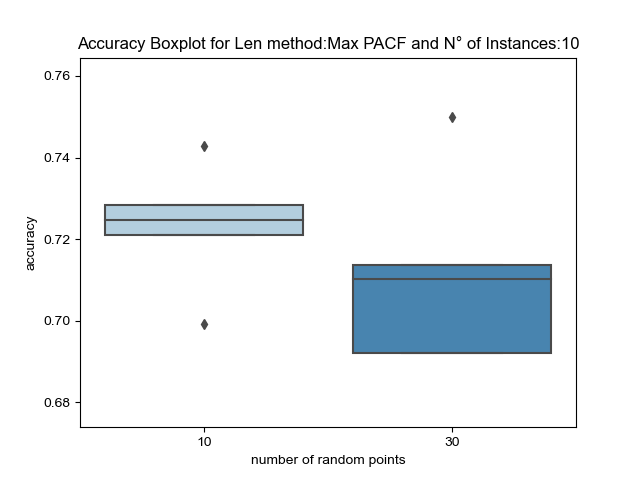 Accuracy Boxplot for Len method:Max PACF and N° of Instances:10
0.76
0.74
0.72
0.70
0.68
accuracy
10
30
number of random points